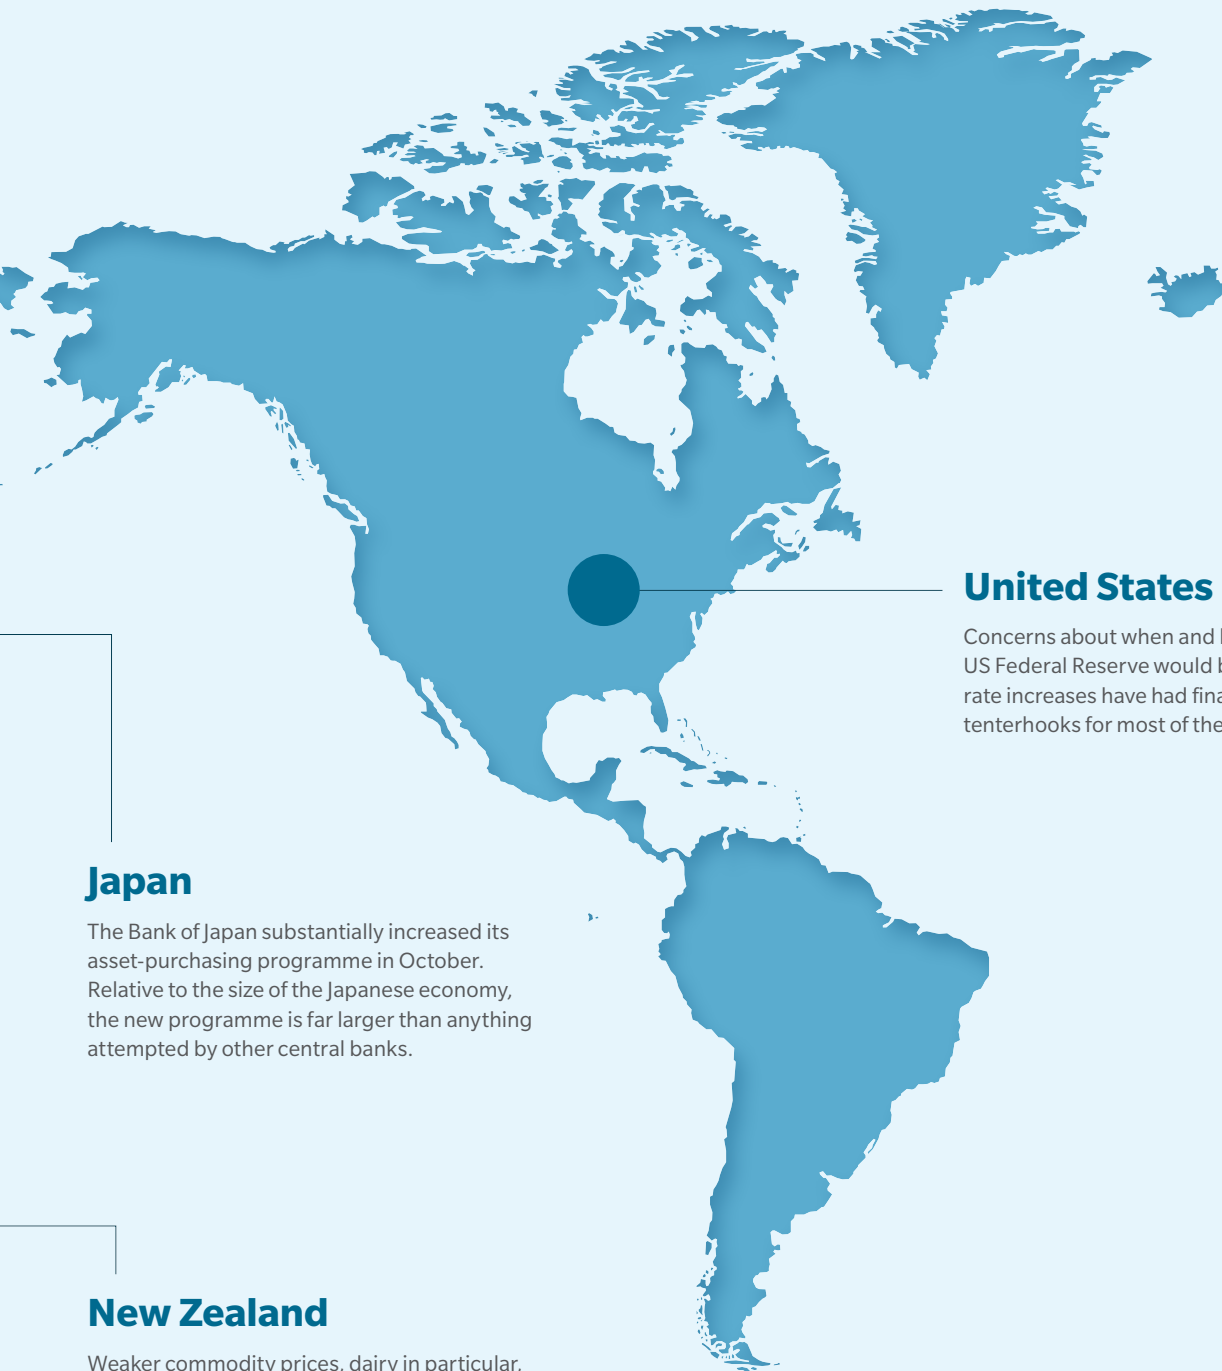 United States
Concerns about when and
US Federal Reserve would
rate increases have had
tenterhooks for most of the
Japan
The Bank of Japan substantially increased its
asset-purchasing programme in October.
Relative to the size of the Japanese economy,
the new programme is far larger than anything
attempted by other central banks.
New Zealand
Weaker commodity prices, dairy in particular,